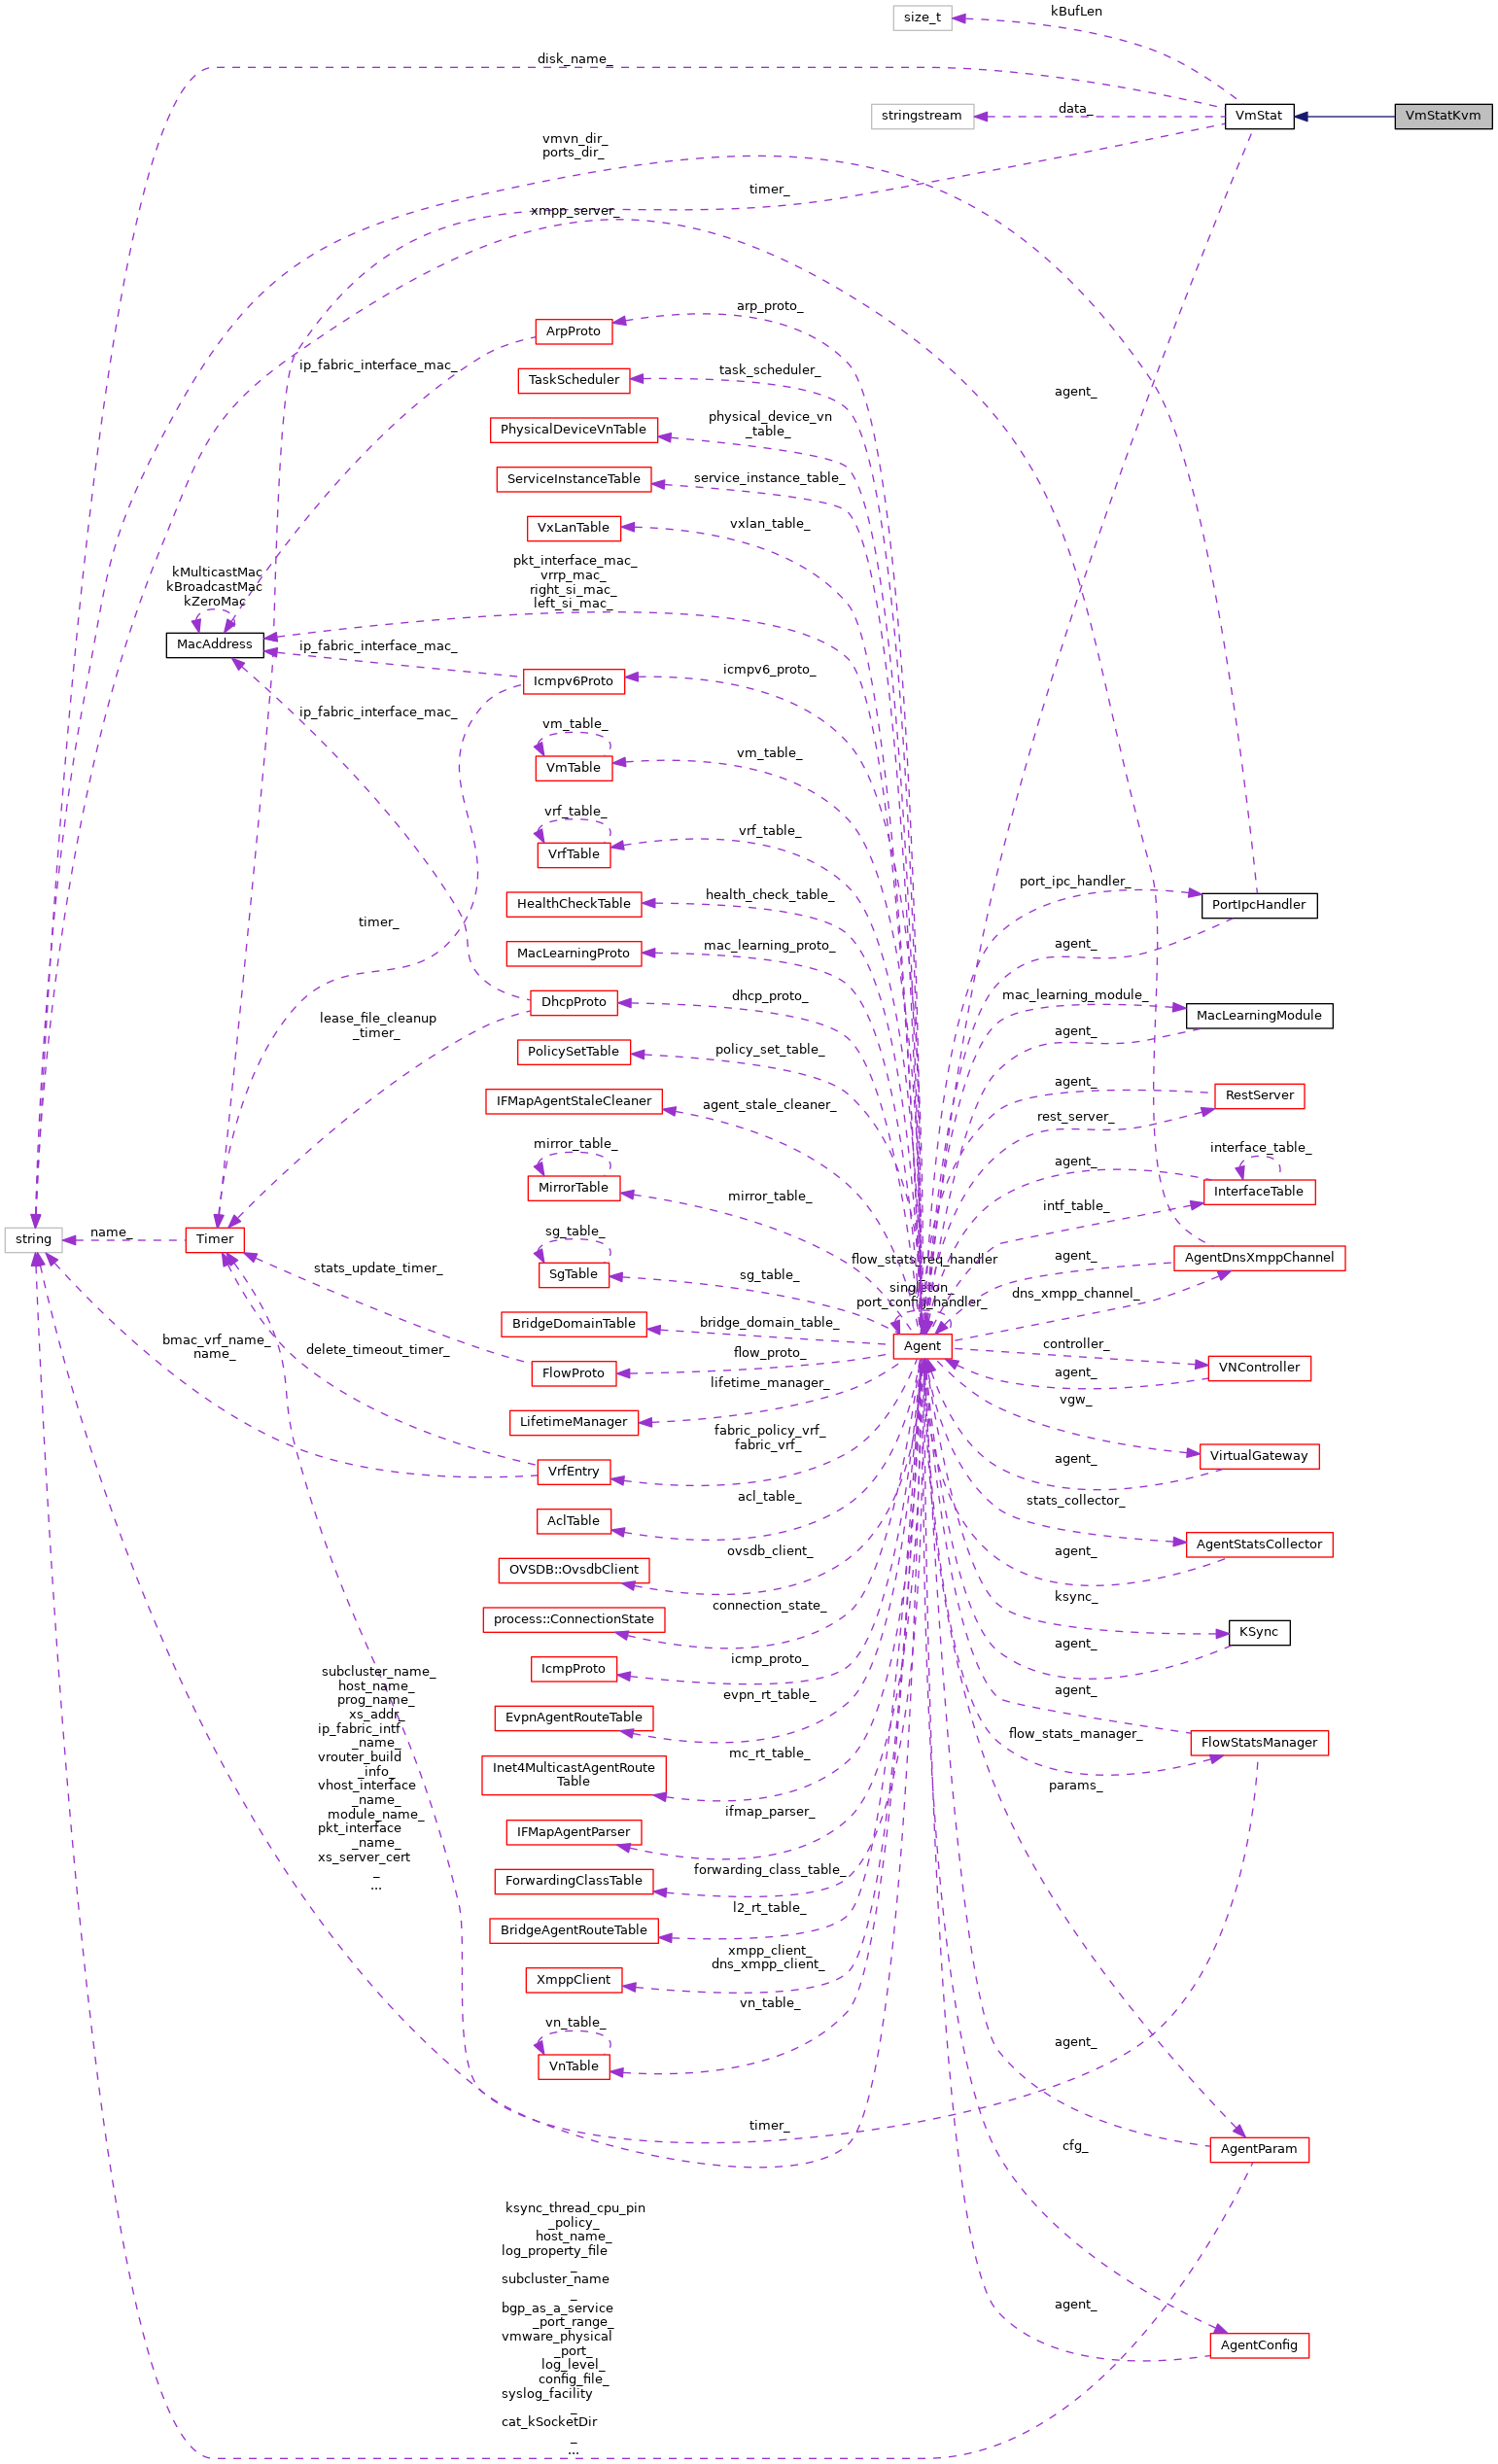 kBufLen
size_t
disk_name_
data_
stringstream
VmStat
VmStatKvm
vmvn_dir_
ports_dir_
timer_
xmpp_server_
arp_proto_
ArpProto
ip_fabric_interface_mac_
task_scheduler_
TaskScheduler
agent_
physical_device_vn
_table_
PhysicalDeviceVnTable
service_instance_table_
ServiceInstanceTable
vxlan_table_
VxLanTable
pkt_interface_mac_
vrrp_mac_
right_si_mac_
left_si_mac_
kMulticastMac
kBroadcastMac
kZeroMac
MacAddress
ip_fabric_interface_mac_
icmpv6_proto_
Icmpv6Proto
ip_fabric_interface_mac_
vm_table_
vm_table_
VmTable
vrf_table_
vrf_table_
VrfTable
health_check_table_
HealthCheckTable
port_ipc_handler_
PortIpcHandler
timer_
mac_learning_proto_
MacLearningProto
agent_
dhcp_proto_
DhcpProto
mac_learning_module_
MacLearningModule
lease_file_cleanup
_timer_
agent_
policy_set_table_
PolicySetTable
agent_
RestServer
agent_stale_cleaner_
IFMapAgentStaleCleaner
rest_server_
mirror_table_
mirror_table_
MirrorTable
agent_
interface_table_
InterfaceTable
intf_table_
name_
string
Timer
sg_table_
sg_table_
SgTable
stats_update_timer_
flow_stats_req_handler
singleton_
port_config_handler_
agent_
AgentDnsXmppChannel
dns_xmpp_channel_
bridge_domain_table_
BridgeDomainTable
Agent
bmac_vrf_name_
name_
delete_timeout_timer_
flow_proto_
FlowProto
controller_
VNController
agent_
lifetime_manager_
LifetimeManager
vgw_
fabric_policy_vrf_
fabric_vrf_
VrfEntry
VirtualGateway
agent_
acl_table_
AclTable
stats_collector_
AgentStatsCollector
ovsdb_client_
OVSDB::OvsdbClient
agent_
connection_state_
process::ConnectionState
ksync_
KSync
agent_
icmp_proto_
IcmpProto
evpn_rt_table_
EvpnAgentRouteTable
agent_
flow_stats_manager_
FlowStatsManager
mc_rt_table_
Inet4MulticastAgentRoute
Table
params_
subcluster_name_
host_name_
prog_name_
xs_addr_
ip_fabric_intf
_name_
vrouter_build
_info_
vhost_interface
_name_
module_name_
pkt_interface
_name_
xs_server_cert
_
...
ifmap_parser_
IFMapAgentParser
forwarding_class_table_
ForwardingClassTable
l2_rt_table_
BridgeAgentRouteTable
xmpp_client_
dns_xmpp_client_
XmppClient
vn_table_
vn_table_
VnTable
agent_
timer_
AgentParam
cfg_
ksync_thread_cpu_pin
_policy_
host_name_
log_property_file
_
subcluster_name
_
bgp_as_a_service
_port_range_
vmware_physical
_port_
log_level_
config_file_
syslog_facility
_
cat_kSocketDir
_
...
agent_
AgentConfig